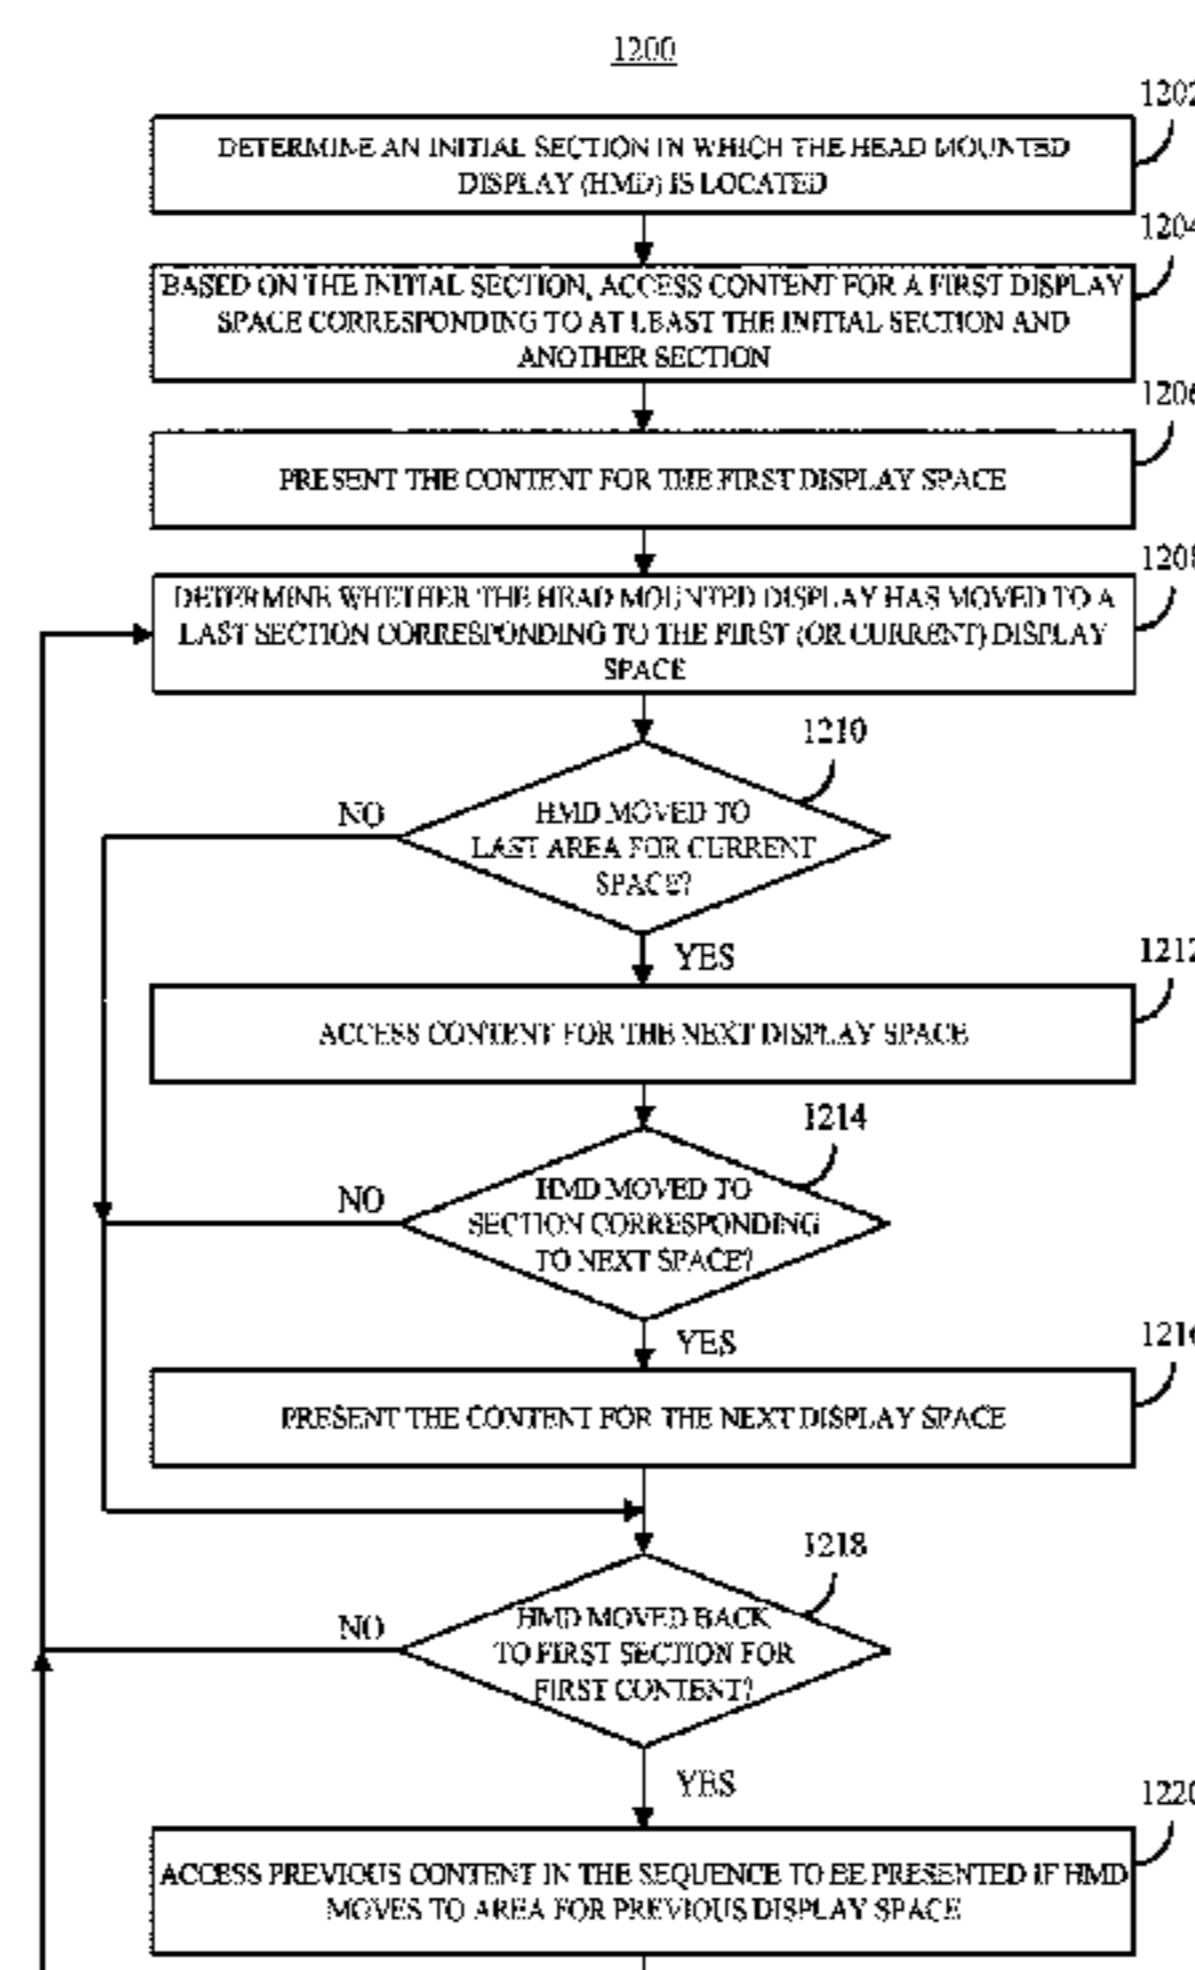 1200
1202
DETERMINE AN INITIAL SECTION IN WHICH THE HEAD MOUNTED
DISPLAY (HMD) IS LOCATED
1204
BASED ON THE INITIAL SECTION, ACCESS CONTENT FOR A FIRST DISPLAY
SPACE CORRESPONDING TO AT LEAST THE INITIAL SECTION AND
ANOTHER SECTION
1206
PRESENT THE CONTENT FOR THE FIRST DISPLAY SPACE
1208
DETERMINE WHETHER THE HEAD MOUNTED DISPLAY HAS MOVED TO A
LAST SECTION CORRESPONDING TO THE FIRST (OR CURRENT) DISPLAY
SPACE
1210
NO
HMD MOVED TO
LAST AREA FOR CURRENT
SPACE?
YES
1212
ACCESS CONTENT FOR THE NEXT DISPLAY SPACE
1214
NO
HMD MOVED TO
SECTION CORRESPONDING
TO NEXT SPACE?
YES
1216
PRESENT THE CONTENT FOR THE NEXT DISPLAY SPACE
1218
NO
HMD MOVED BACK
TO FIRST SECTION FOR
FIRST CONTENT?
YES
1220
ACCESS PREVIOUS CONTENT IN THE SEQUENCE TO BE PRESENTED IF HMD
MOVES TO AREA FOR PREVIOUS DISPLAY SPACE